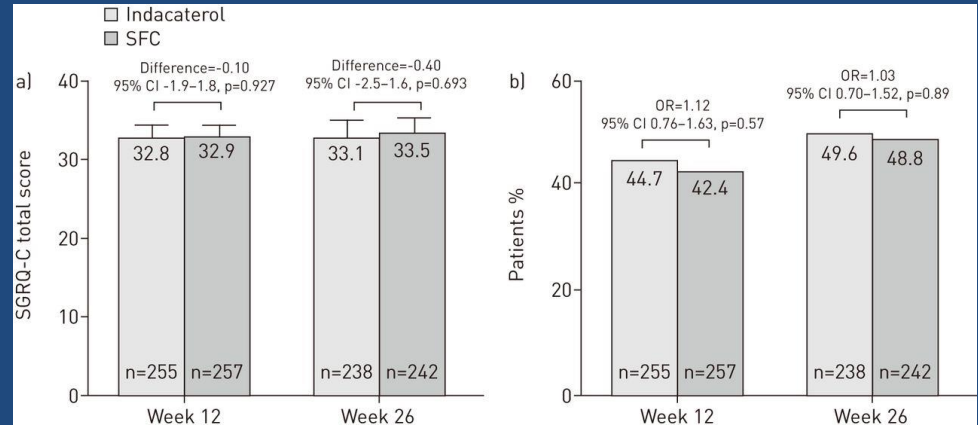 Indacaterol
SFC
a)
SGRQ-C total score
40
30
20
10
0
Difference=-0.10
95% CI -1.9–1.8, p=0.927
32.8
32.9
n=255
n=257
Week 12
Difference=-0.40
95% CI -2.5–1.6, p=0.693
33.1
33.5
n=238
n=242
Week 26
b)
Patients %
60
40
20
0
OR=1.12
95% CI 0.76–1.63, p=0.57
44.7
42.4
n=255
n=257
Week 12
OR=1.03
95% CI 0.70–1.52, p=0.89
49.6
48.8
n=238
n=242
Week 26